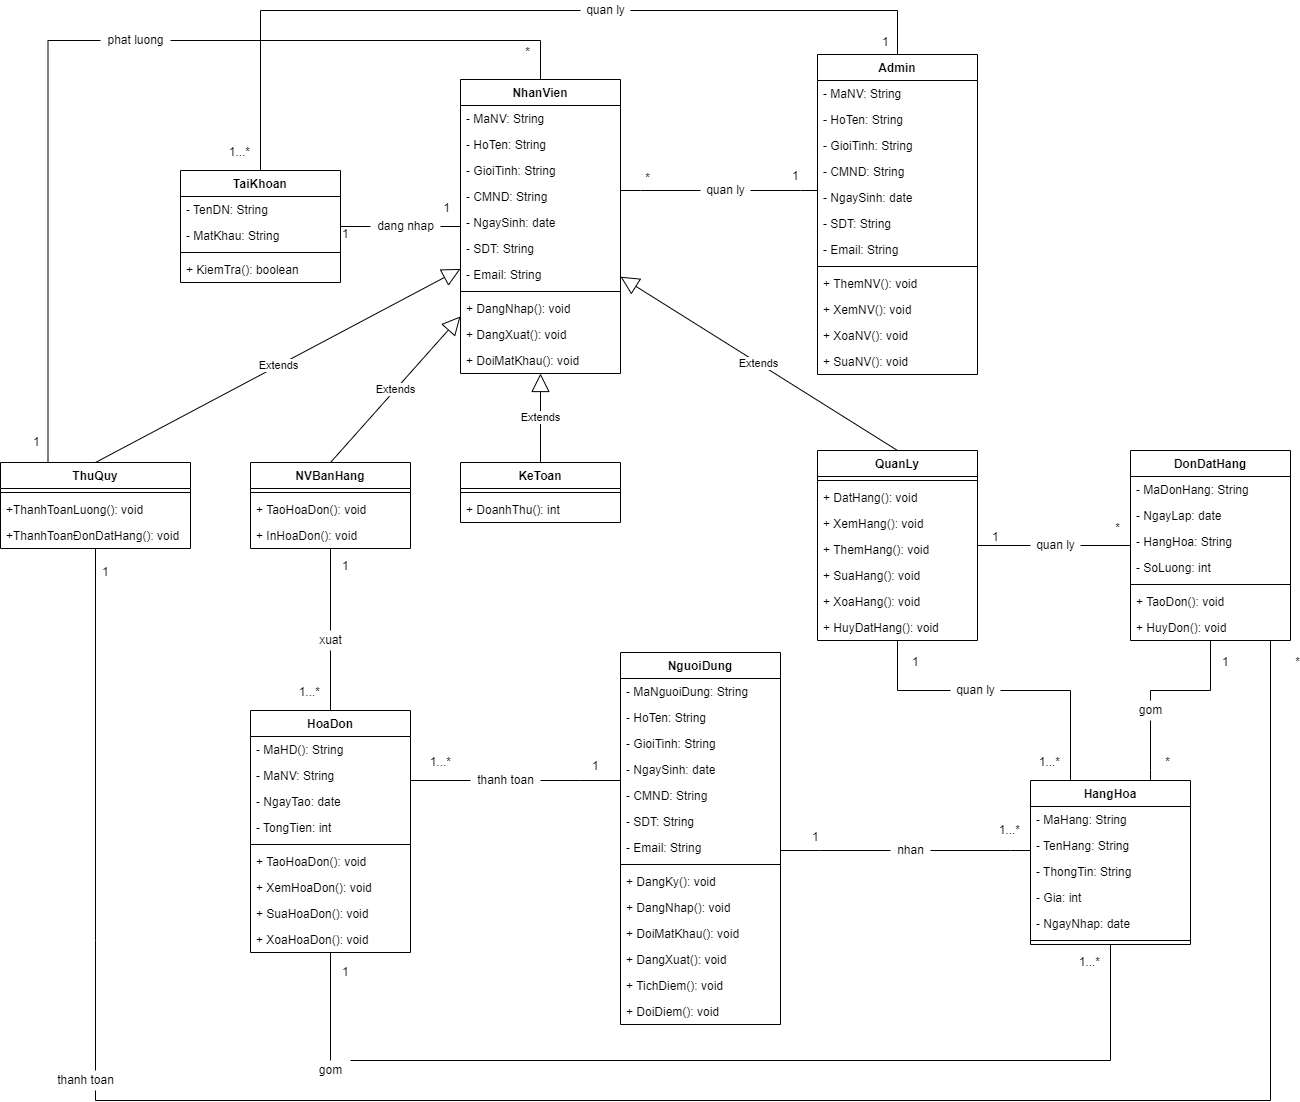 quan ly
1
1...*
phat luong
*
1
Admin
- MaNV: String
- HoTen: String
- GioiTinh: String
- CMND: String
- NgaySinh: date
- SDT: String
- Email: String
+ ThemNV(): void
+ XemNV(): void
+ XoaNV(): void
+ SuaNV(): void
NhanVien
- MaNV: String
- HoTen: String
- GioiTinh: String
- CMND: String
- NgaySinh: date
- SDT: String
- Email: String
+ DangNhap(): void
+ DangXuat(): void
+ DoiMatKhau(): void
*
quan ly
1
TaiKhoan
- TenDN: String
- MatKhau: String
+ KiemTra(): boolean
1
dang nhap
1
Extends
Extends
Extends
Extends
ThuQuy
+ThanhToanLuong(): void
+ThanhToanĐonDatHang(): void
NVBanHang
+ TaoHoaDon(): void
+ InHoaDon(): void
KeToan
+ DoanhThu(): int
QuanLy
+ DatHang(): void
+ XemHang(): void
+ ThemHang(): void
+ SuaHang(): void
+ XoaHang(): void
+ HuyDatHang(): void
1
quan ly
*
DonDatHang
- MaDonHang: String
- NgayLap: date
- HangHoa: String
- SoLuong: int
+ TaoDon(): void
+ HuyDon(): void
1
1
xuat
1...*
1
quan ly
1...*
1
gom
*
*
HoaDon
- MaHD(): String
- MaNV: String
- NgayTao: date
- TongTien: int
+ TaoHoaDon(): void
+ XemHoaDon(): void
+ SuaHoaDon(): void
+ XoaHoaDon(): void
1...*
thanh toan
1
NguoiDung
- MaNguoiDung: String
- HoTen: String
- GioiTinh: String
- NgaySinh: date
- CMND: String
- SDT: String
- Email: String
+ DangKy(): void
+ DangNhap(): void
+ DoiMatKhau(): void
+ DangXuat(): void
+ TichDiem(): void
+ DoiDiem(): void
1
nhan
1...*
HangHoa
- MaHang: String
- TenHang: String
- ThongTin: String
- Gia: int
- NgayNhap: date
1...*
1
gom
thanh toan